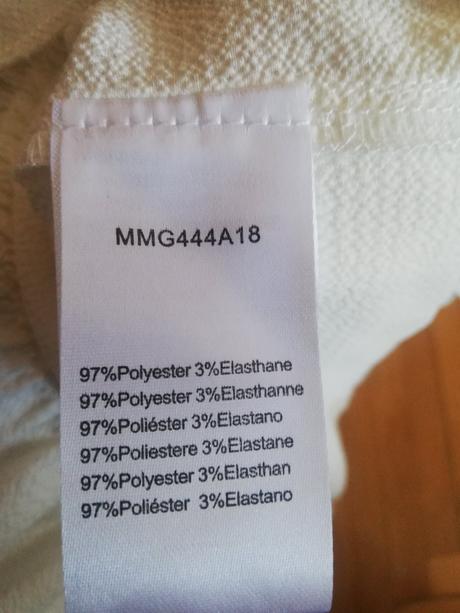 MMG444A18
97%Polyester 3%Elasthane
97%Polyester 3%Elasthanne
97%Poliéster 3%Elastano
97%Poliestere 3%Elastane
97%Polyester 3%Elasthan
97%Poliéster 3%Elastano